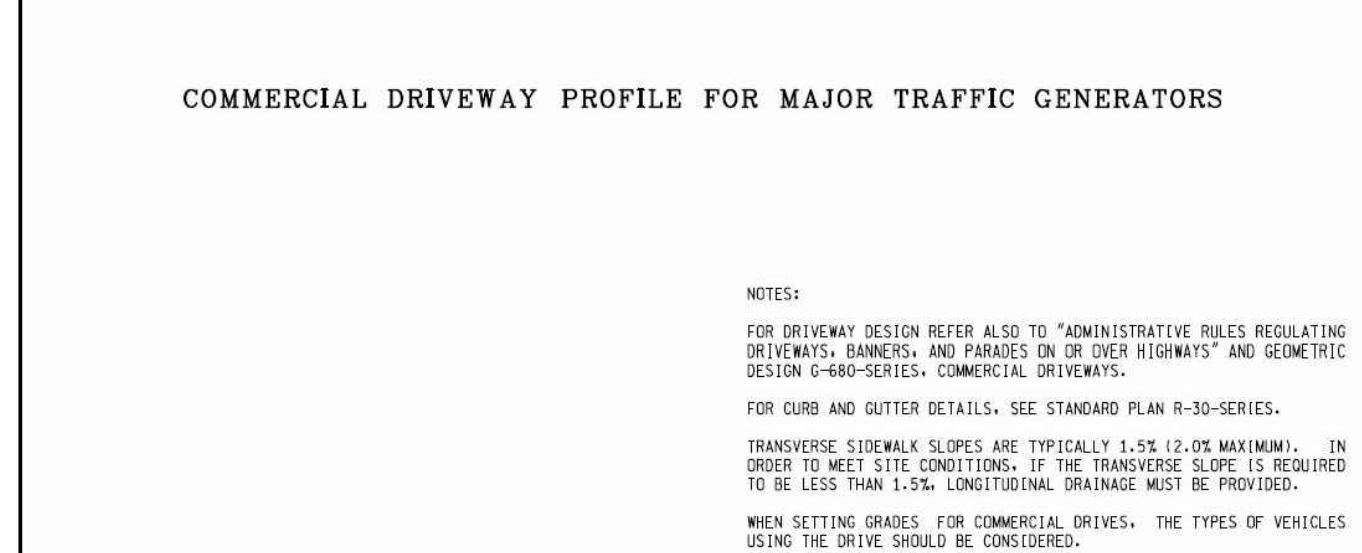 COMMERCIAL DRIVEWAY PROFILE FOR MAJOR TRAFFIC GENERATORS
NOTES:
FOR DRIVEWAY DESIGN REFER ALSO TO "ADMINISTRATIVE RULES REGULATING
DRIVEWAYS, BANNERS, AND PARADES ON OR OVER HIGHWAYS" AND GEOMETRIC
DESIGN G-680-SERIES, COMMERCIAL DRIVEWAYS.
FOR CURB AND GUTTER DETAILS, SEE STANDARD PLAN R-30-SERIES.
TRANSVERSE SIDEWALK SLOPES ARE TYPICALLY 1.5% (2.0% MAXIMUM). IN
ORDER TO MEET SITE CONDITIONS, IF THE TRANSVERSE SLOPE IS REQUIRED
TO BE LESS THAN 1.5%, LONGITUDINAL DRAINAGE MUST BE PROVIDED.
WHEN SETTING GRADES FOR COMMERCIAL DRIVES, THE TYPES OF VEHICLES
USING THE DRIVE SHOULD BE CONSIDERED.